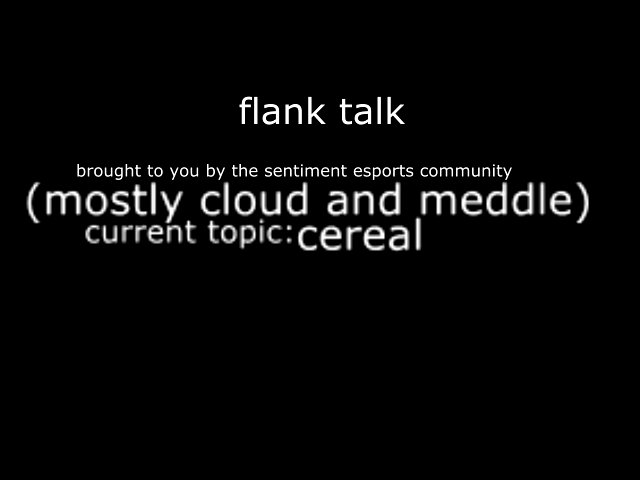 flank talk
brought to you by the sentiment esports community
(mostly cloud and meddle)
current topic:cereal